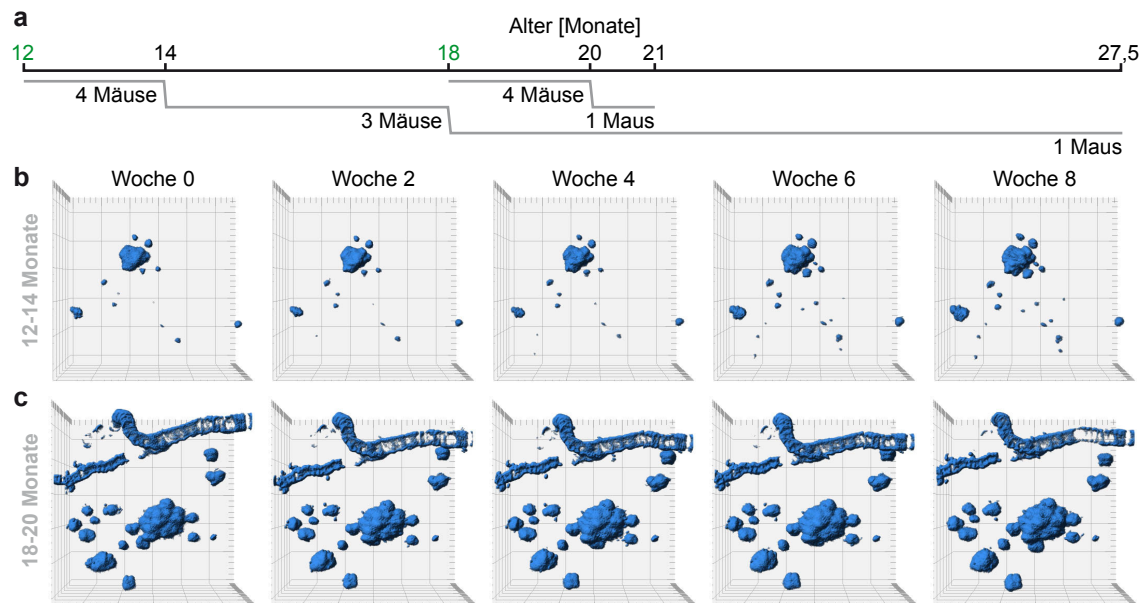 a
Alter [Monate]
12 14 18 20 21 27,5
4 Mäuse 4 Mäuse
3 Mäuse 1 Maus
1 Maus
b Woche 0 Woche 2 Woche 4 Woche 6 Woche 8
12-14 Monate
c
18-20 Monate